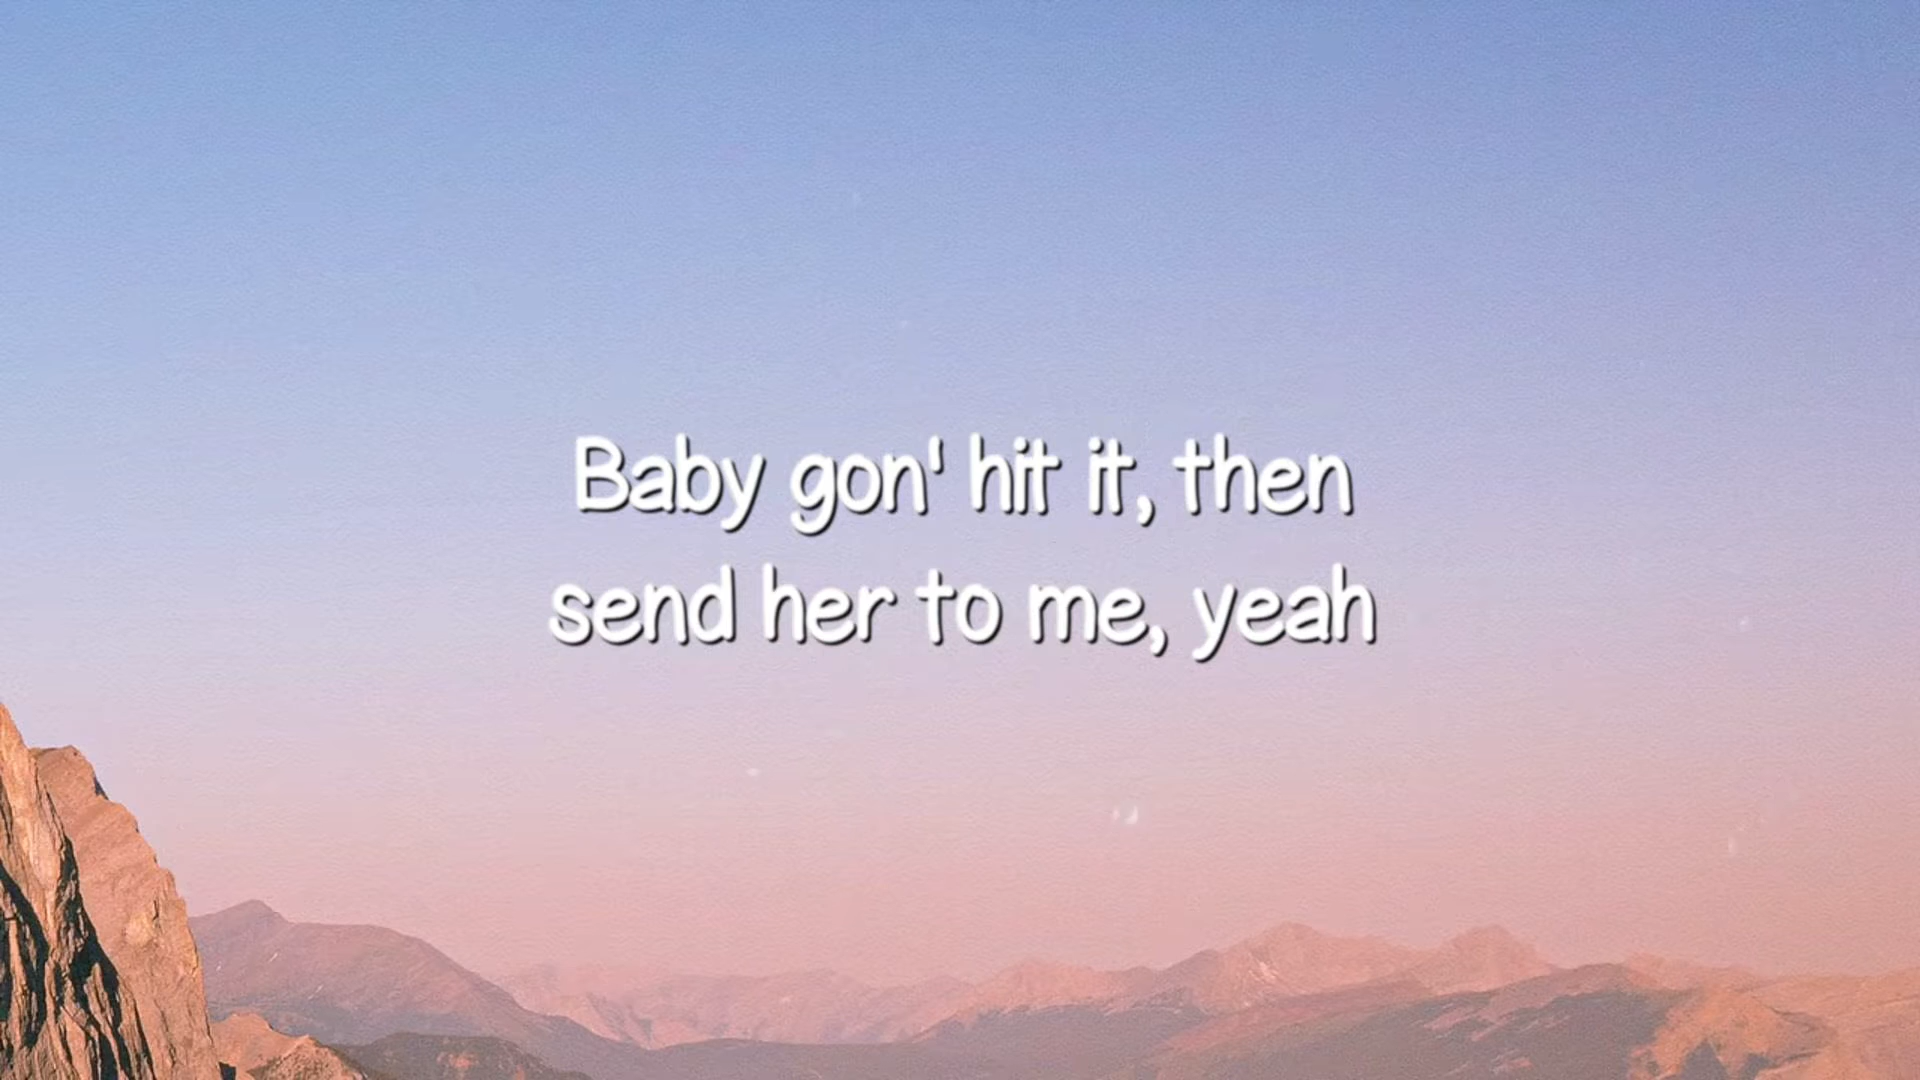 Baby gon' hit it, then
send her to me, yeah